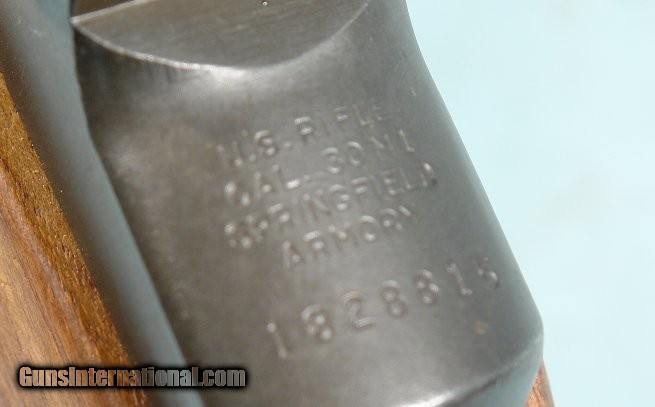 U.S. RIFLE
CAL. .30 M1
SPRINGFIELD
ARMORY
1828815
GunsInternational.com